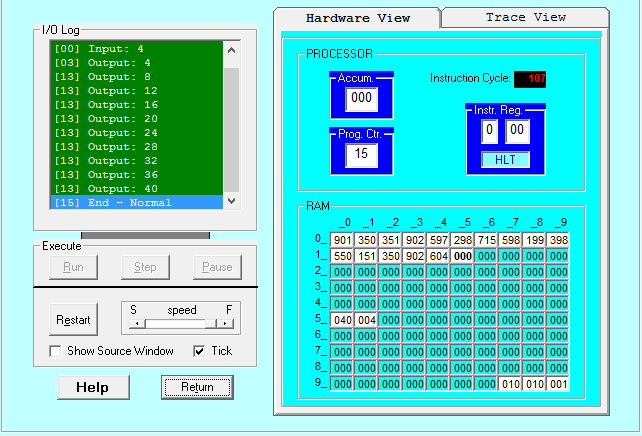 Hardware View
Trace View
I/O Log
[00] Input: 4
[03] Output: 4
[13] Output: 8
[13] Output: 12
[13] Output: 16
[13] Output: 20
[13] Output: 24
[13] Output: 28
[13] Output: 32
[13] Output: 36
[13] Output: 40
[15] End - Normal
Execute
Run Step Pause
Restart
S speed F
Show Source Window Tick
Help Return
PROCESSOR
Accum.
000
Instruction Cycle: 107
Prog. Ctr.
15
Instr. Reg.
0 00
HLT
RAM
_0 _1 _2 _3 _4 _5 _6 _7 _8 _9
0_ 901 350 351 902 597 298 715 598 199 398
1_ 550 151 350 902 604 000 000 000 000 000
2_ 000 000 000 000 000 000 000 000 000 000
3_ 000 000 000 000 000 000 000 000 000 000
4_ 000 000 000 000 000 000 000 000 000 000
5_ 040 004 000 000 000 000 000 000 000 000
6_ 000 000 000 000 000 000 000 000 000 000
7_ 000 000 000 000 000 000 000 000 000 000
8_ 000 000 000 000 000 000 000 000 000 000
9_ 000 000 000 000 000 000 000 010 010 001